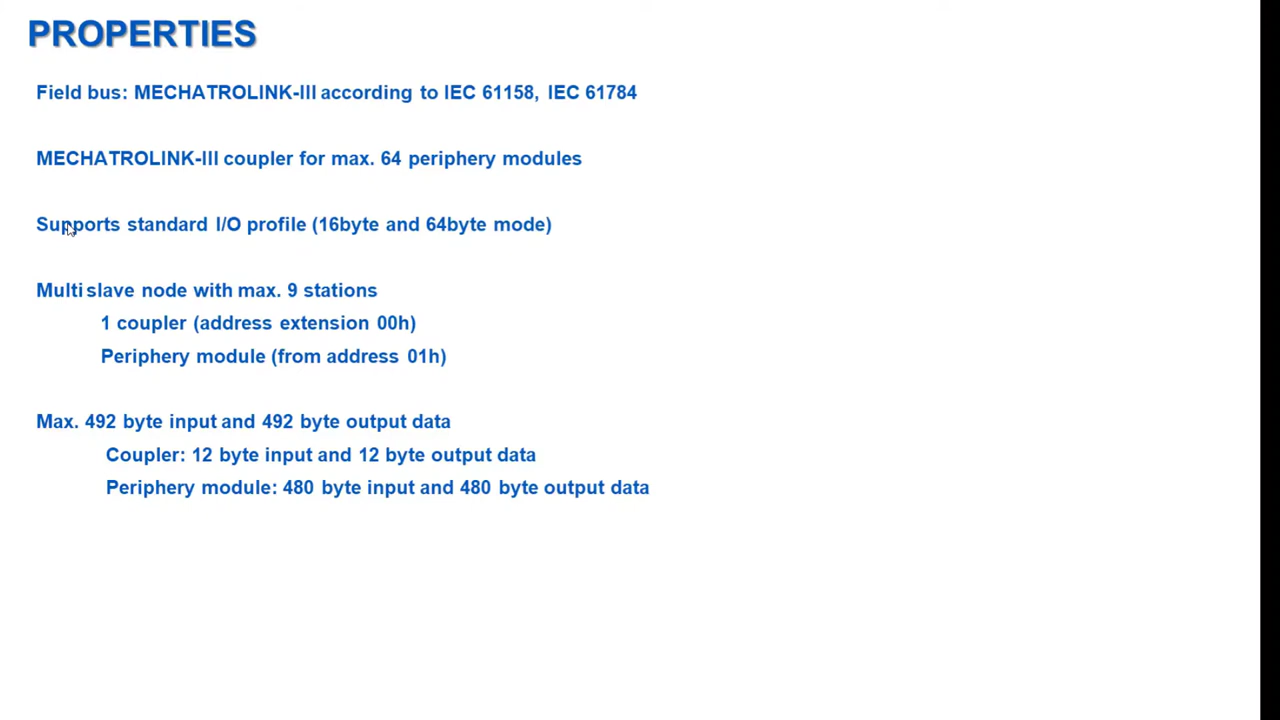 PROPERTIES
Field bus: MECHATROLINK-III according to IEC 61158, IEC 61784
MECHATROLINK-III coupler for max. 64 periphery modules
Supports standard I/O profile (16byte and 64byte mode)
Multi slave node with max. 9 stations
1 coupler (address extension 00h)
Periphery module (from address 01h)
Max. 492 byte input and 492 byte output data
Coupler: 12 byte input and 12 byte output data
Periphery module: 480 byte input and 480 byte output data